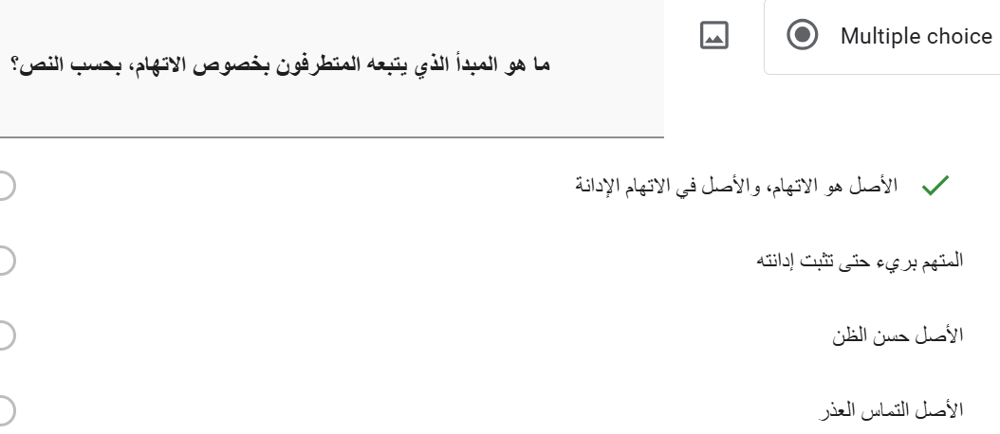 ما هو المبدأ الذي يتبعه المتطرفون بخصوص الاتهام، بحسب النص؟
Multiple choice
الأصل هو الاتهام، والأصل في الاتهام الإدانة
المتهم بريء حتى تثبت إدانته
الأصل حسن الظن
الأصل التماس العذر